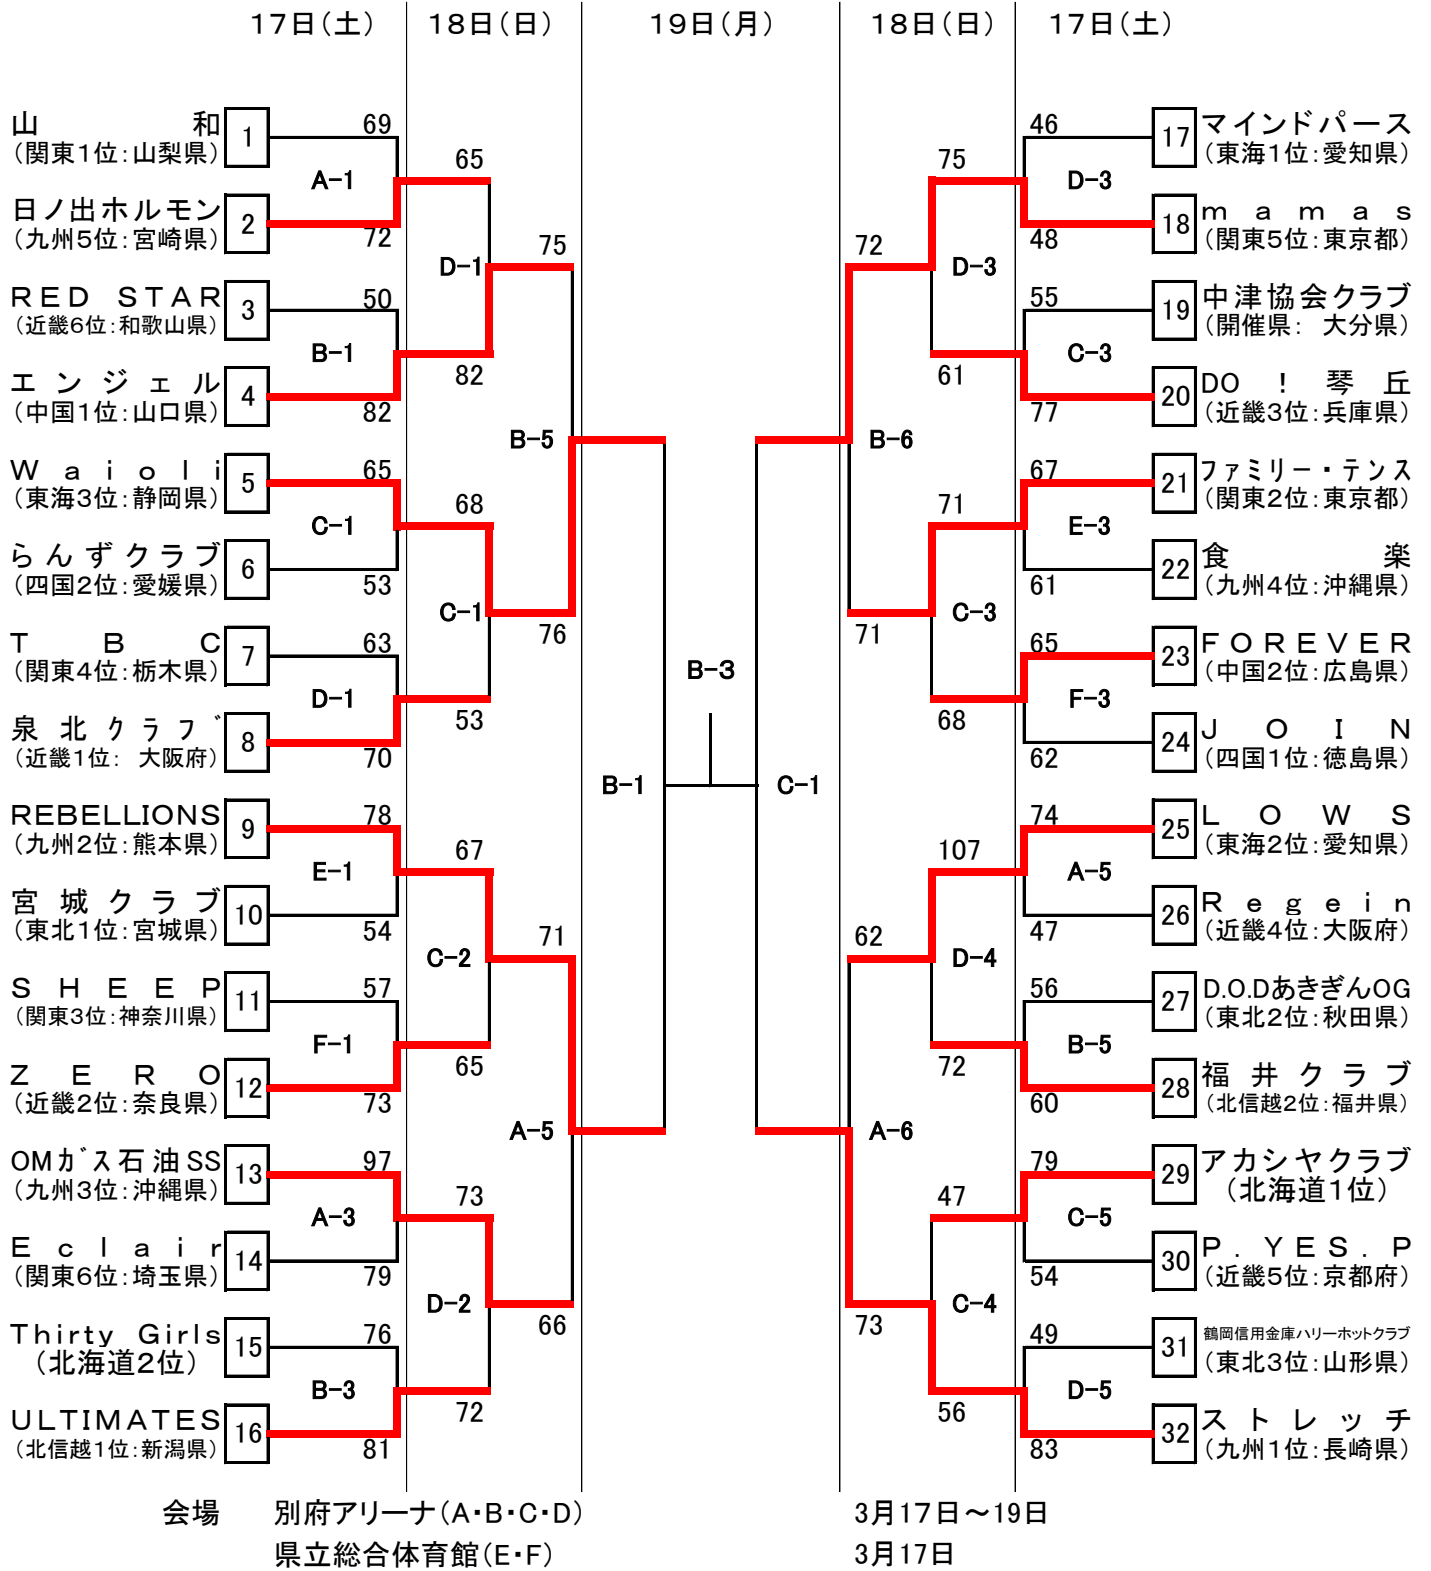 17日(土) 18日(日) 19日(月) 18日(日) 17日(土)
山和 1 69
(関東1位:山梨県)
A-1
日ノ出ホルモン 2 72
(九州5位:宮崎県)
65
D-1
82
RED STAR 3 50
(近畿6位:和歌山県)
B-1
エンジェル 4 82
(中国1位:山口県)
75
B-5
76
Waioli 5 65
(東海3位:静岡県)
C-1
らんずクラブ 6 53
(四国2位:愛媛県)
68
C-1
53
TBC 7 63
(関東4位:栃木県)
D-1
泉北クラブ 8 70
(近畿1位: 大阪府)
B-1
REBELLIONS 9 78
(九州2位:熊本県)
E-1
宮城クラブ 10 54
(東北1位:宮城県)
67
C-2
65
SHEEP 11 57
(関東3位:神奈川県)
F-1
ZERO 12 73
(近畿2位:奈良県)
71
A-5
66
OMガス石油SS 13 97
(九州3位:沖縄県)
A-3
Eclair 14 79
(関東6位:埼玉県)
73
D-2
72
Thirty Girls 15 76
(北海道2位)
B-3
ULTIMATES 16 81
(北信越1位:新潟県)
B-3
46 17 マインドパース
(東海1位:愛知県)
D-3
48 18 mamas
(関東5位:東京都)
75
D-3
61
55 19 中津協会クラブ
(開催県: 大分県)
C-3
77 20 DO!琴丘
(近畿3位:兵庫県)
72
B-6
71
67 21 ファミリー・テンス
(関東2位:東京都)
E-3
61 22 食楽
(九州4位:沖縄県)
71
C-3
68
65 23 FOREVER
(中国2位:広島県)
F-3
62 24 JOIN
(四国1位:徳島県)
C-1
74 25 LOWS
(東海2位:愛知県)
A-5
47 26 Regein
(近畿4位:大阪府)
107
D-4
72
56 27 D.O.DあきぎんOG
(東北2位:秋田県)
B-5
60 28 福井クラブ
(北信越2位:福井県)
62
A-6
73
79 29 アカシヤクラブ
(北海道1位)
C-5
54 30 P.YES.P
(近畿5位:京都府)
47
C-4
56
49 31 鶴岡信用金庫ハリーホットクラブ
(東北3位:山形県)
D-5
83 32 ストレッチ
(九州1位:長崎県)
会場 別府アリーナ(A・B・C・D) 3月17日~19日
県立総合体育館(E・F) 3月17日